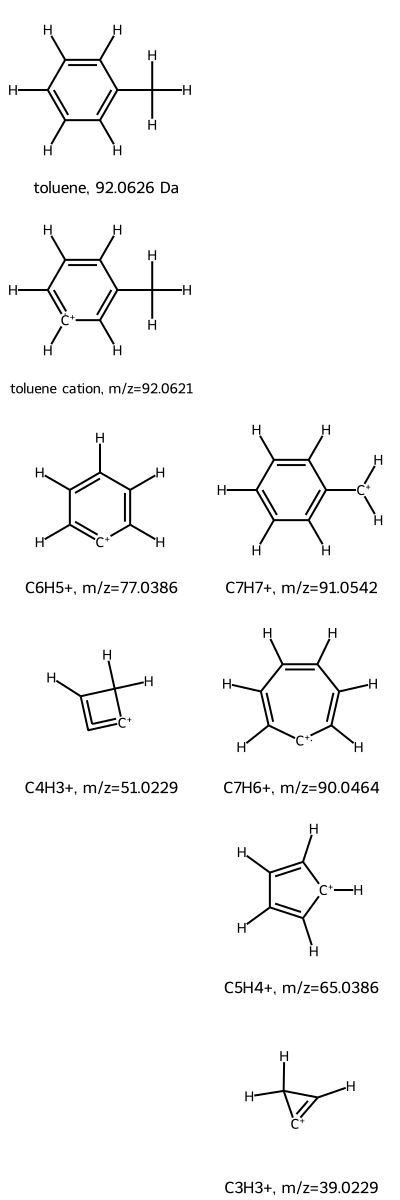 H H
H
H H
H
H H
toluene, 92.0626 Da
H H
H
H H
C⁺ H
H H
toluene cation, m/z=92.0621
H
H H
H C⁺ H
C6H5+, m/z=77.0386
H H
H
H C⁺
H
H H
C7H7+, m/z=91.0542
H
H H
C⁺
C4H3+, m/z=51.0229
H H
H H
C⁺·
H H
C7H6+, m/z=90.0464
H
H
C⁺ H
H
H
C5H4+, m/z=65.0386
H
H H
C⁺
C3H3+, m/z=39.0229